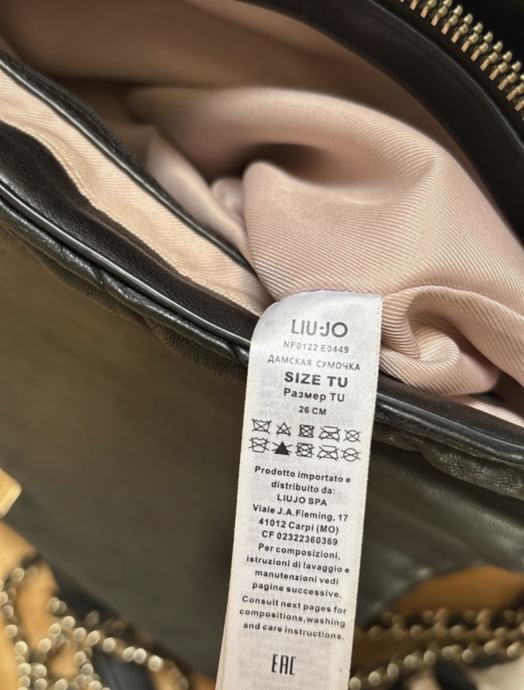 LIU·JO
NF0122 E0449
ДАМСКАЯ СУМОЧКА
SIZE TU
Размер TU
26 CM
Prodotto importato e
distribuito da:
LIUJO SPA
Viale J.A.Fleming, 17
41012 Carpi (MO)
CF 02322360369
Per composizioni,
istruzioni di lavaggio e
manutenzioni vedi
pagine successive.
Consult next pages for
compositions,washing
and care instructions.
EAC